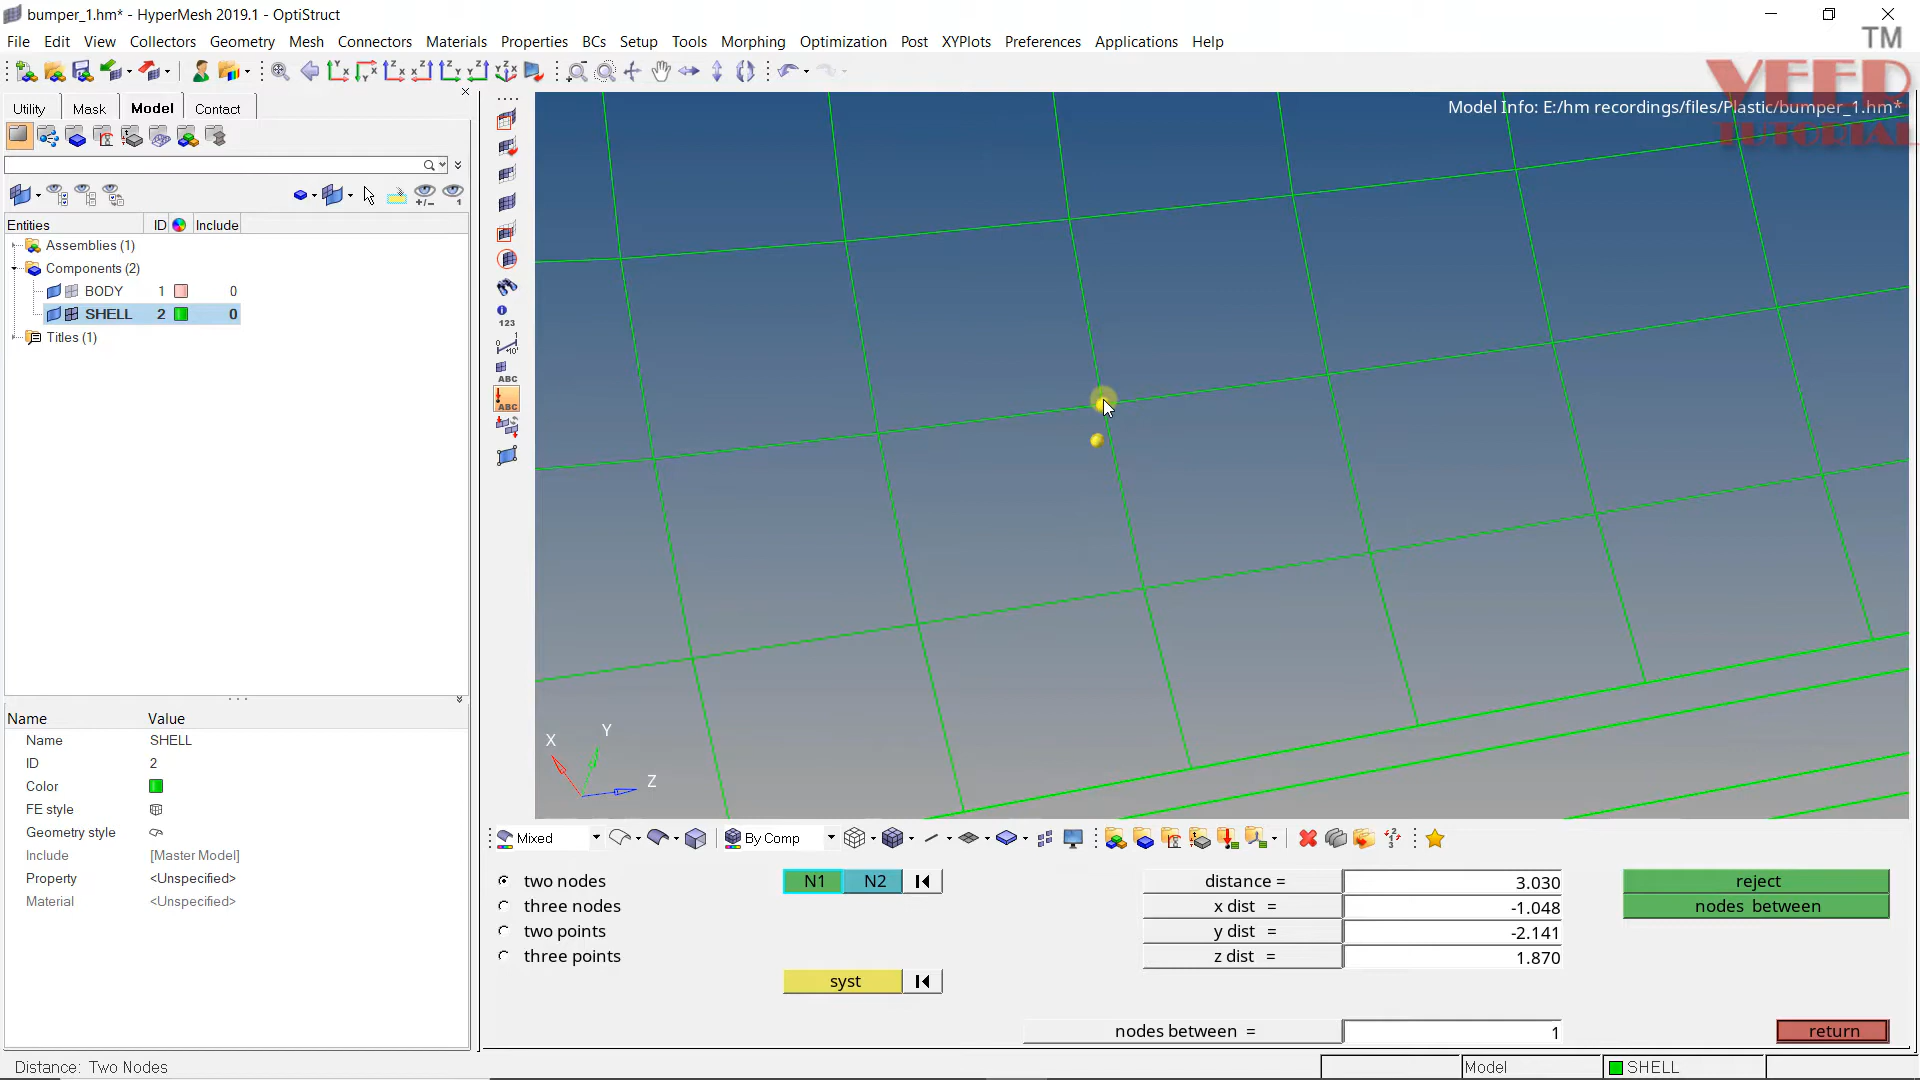 bumper_1.hm* - HyperMesh 2019.1 - OptiStruct
TM
File Edit View Collectors Geometry Mesh Connectors Materials Properties BCs Setup Tools Morphing Optimization Post XYPlots Preferences Applications Help
VEED
TUTORIAL
Utility Mask Model Contact
Model Info: E:/hm recordings/files/Plastic/bumper_1.hm*
Entities ID Include
Assemblies (1)
Components (2)
BODY 1 0
SHELL 2 0
Titles (1)
123
ABC
ABC
Name Value
Name SHELL
ID 2
Color
FE style
Geometry style
Include [Master Model]
Property <Unspecified>
Material <Unspecified>
X Y Z
Mixed By Comp
two nodes N1 N2 distance = 3.030 reject
three nodes x dist = -1.048 nodes between
two points y dist = -2.141
three points z dist = 1.870
syst
nodes between = 1 return
Distance: Two Nodes Model SHELL